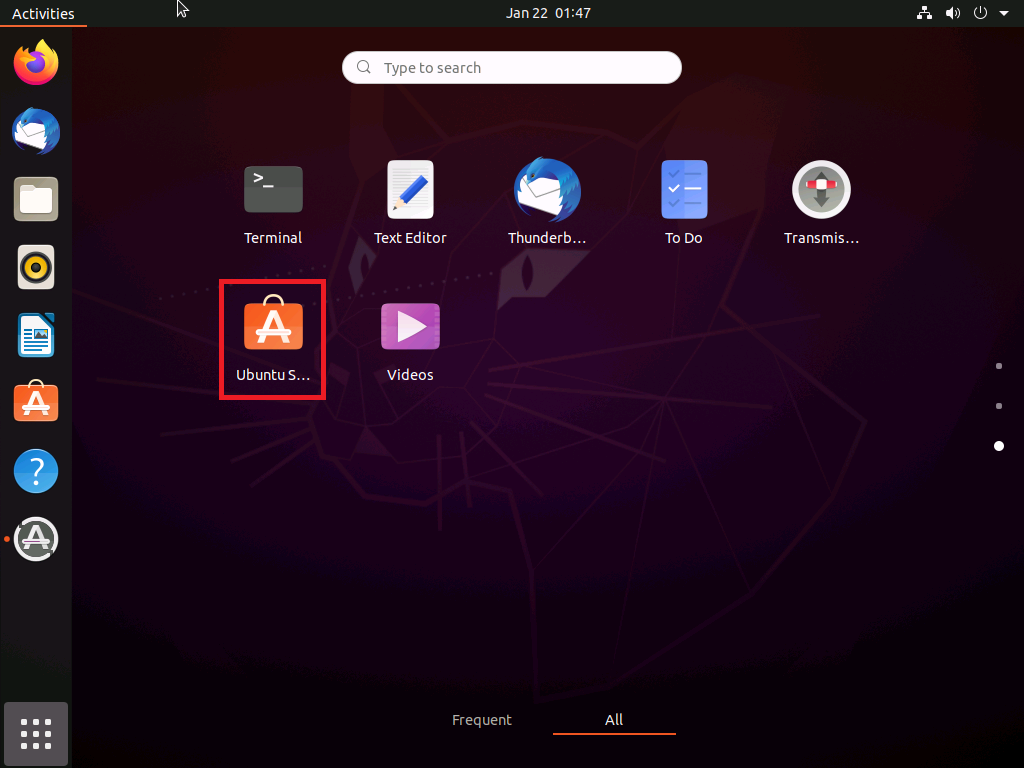 Activities
Jan 22 01:47
Type to search
>_
Terminal
Text Editor
Thunderb...
To Do
Transmis...
Ubuntu S...
Videos
?
Frequent
All